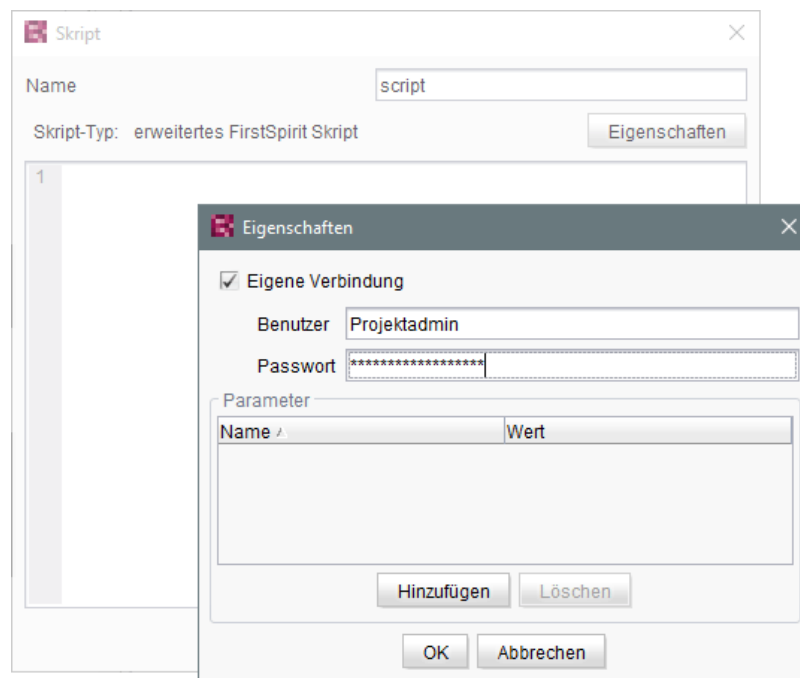 Skript
Name script
Skript-Typ: erweitertes FirstSpirit Skript Eigenschaften
1
Eigenschaften
Eigene Verbindung
Benutzer Projektadmin
Passwort ******************
Parameter
Name Wert
Hinzufügen Löschen
OK Abbrechen